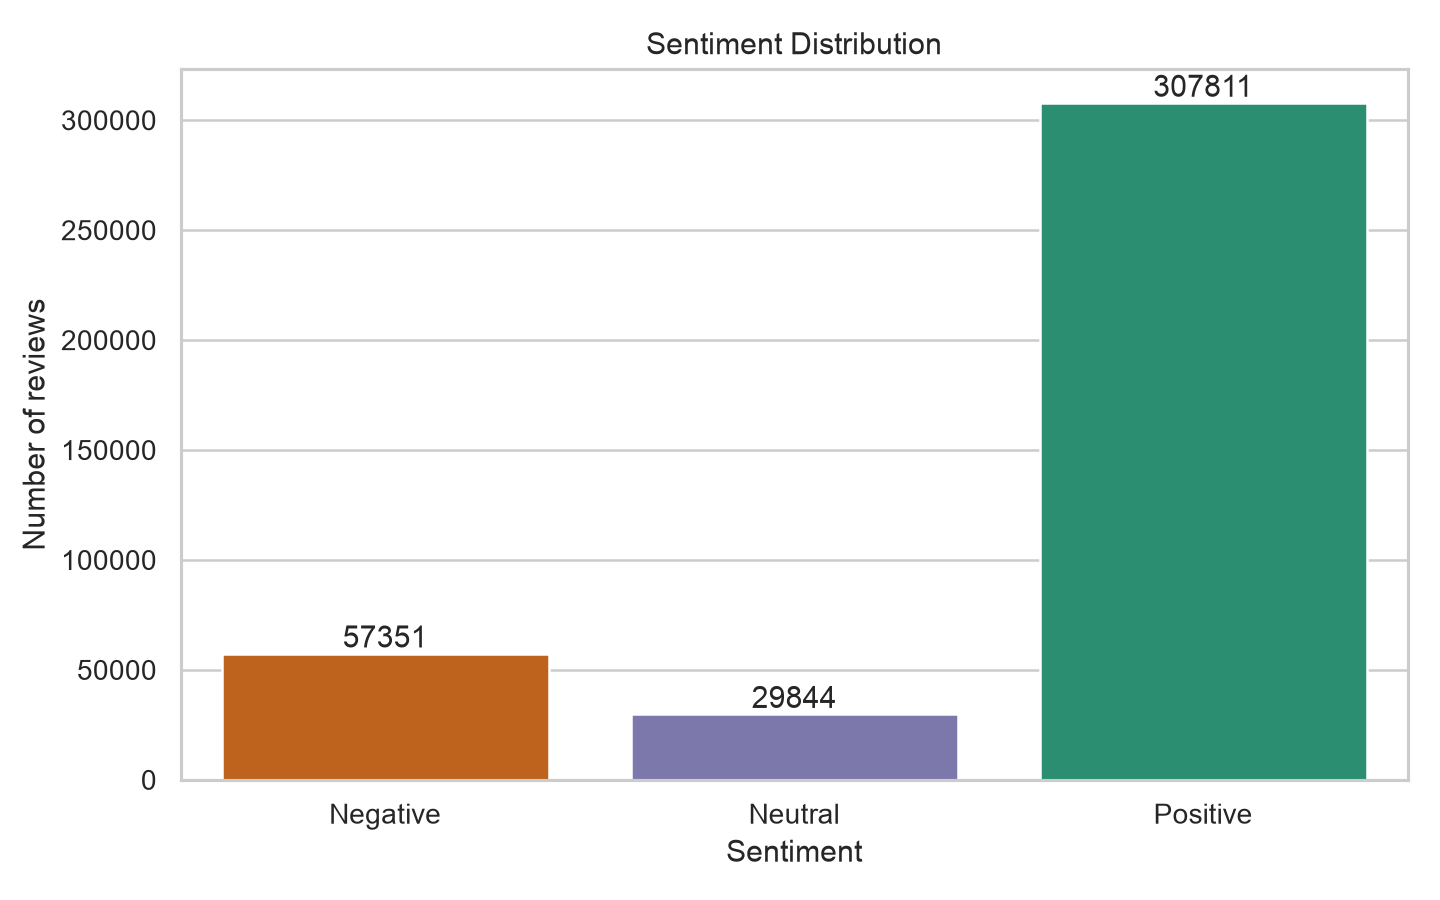 Sentiment Distribution
Number of reviews
300000
250000
200000
150000
100000
50000
0
57351
29844
307811
Negative
Neutral
Positive
Sentiment